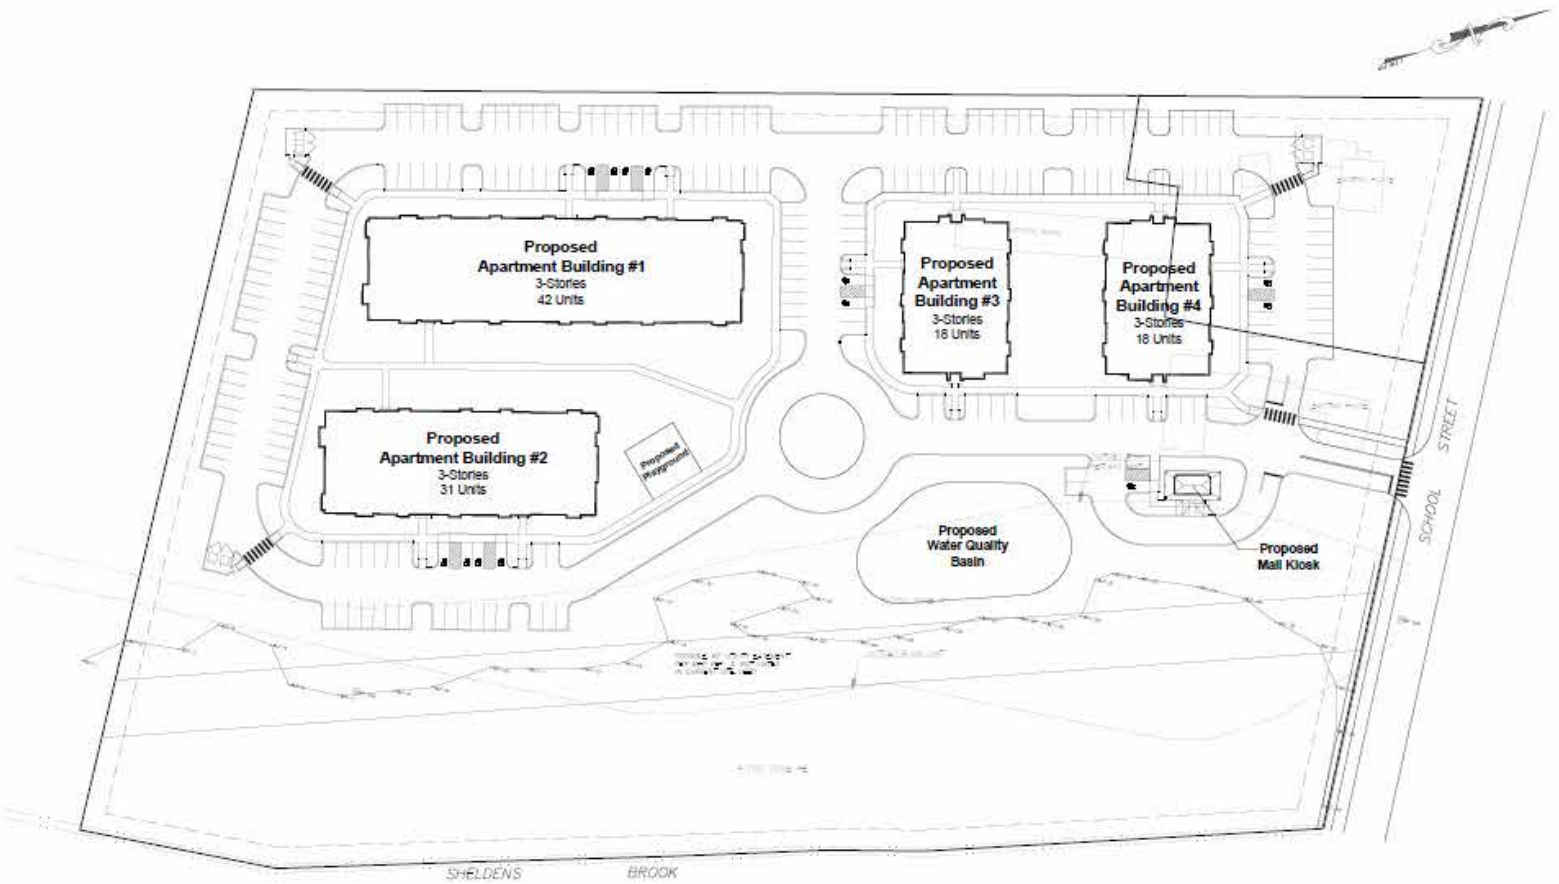 Proposed
Apartment Building #1
3-Stories
42 Units
Proposed
Apartment
Building #3
3-Stories
18 Units
Proposed
Apartment
Building #4
3-Stories
18 Units
Proposed
Apartment Building #2
3-Stories
31 Units
Proposed
Playground
Proposed
Water Quality
Basin
Proposed
Mail Kiosk
SCHOOL STREET
SHELDENS BROOK